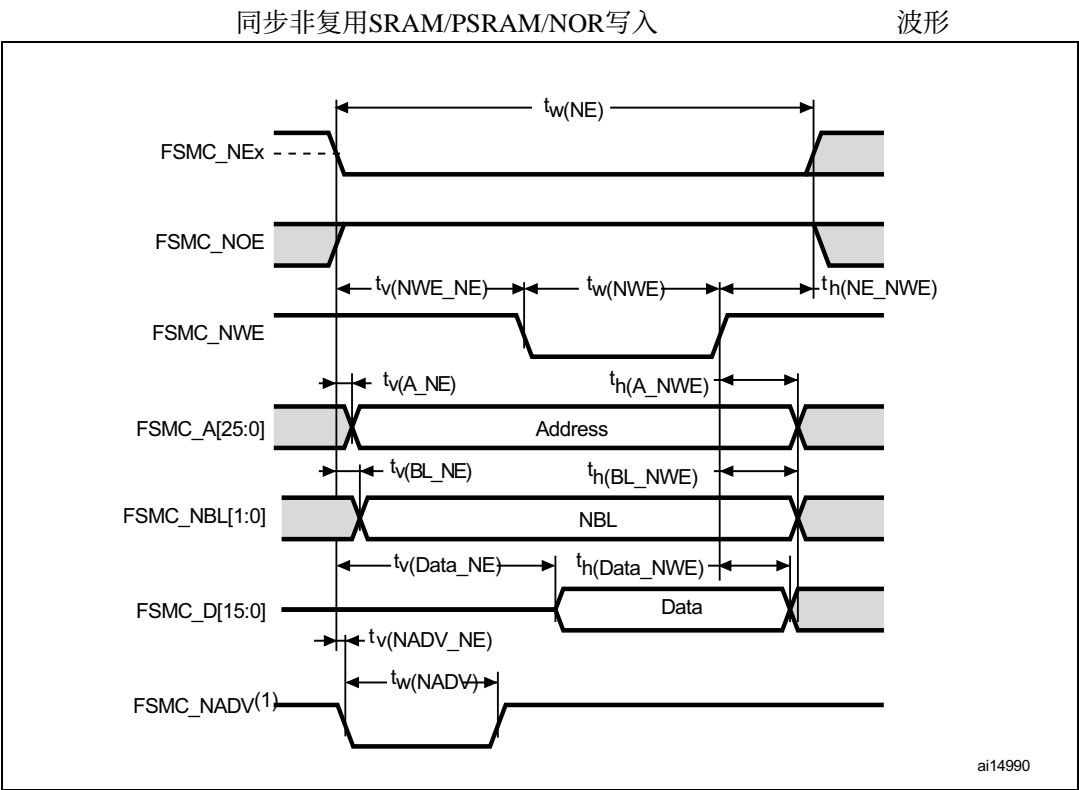 同步非复用SRAM/PSRAM/NOR写入 波形
tw(NE)
FSMC_NEx
FSMC_NOE
tv(NWE_NE) tw(NWE) th(NE_NWE)
FSMC_NWE
tv(A_NE) th(A_NWE)
FSMC_A[25:0] Address
tv(BL_NE) th(BL_NWE)
FSMC_NBL[1:0] NBL
tv(Data_NE) th(Data_NWE)
FSMC_D[15:0] Data
tv(NADV_NE)
tw(NADV)
FSMC_NADV(1)
ai14990